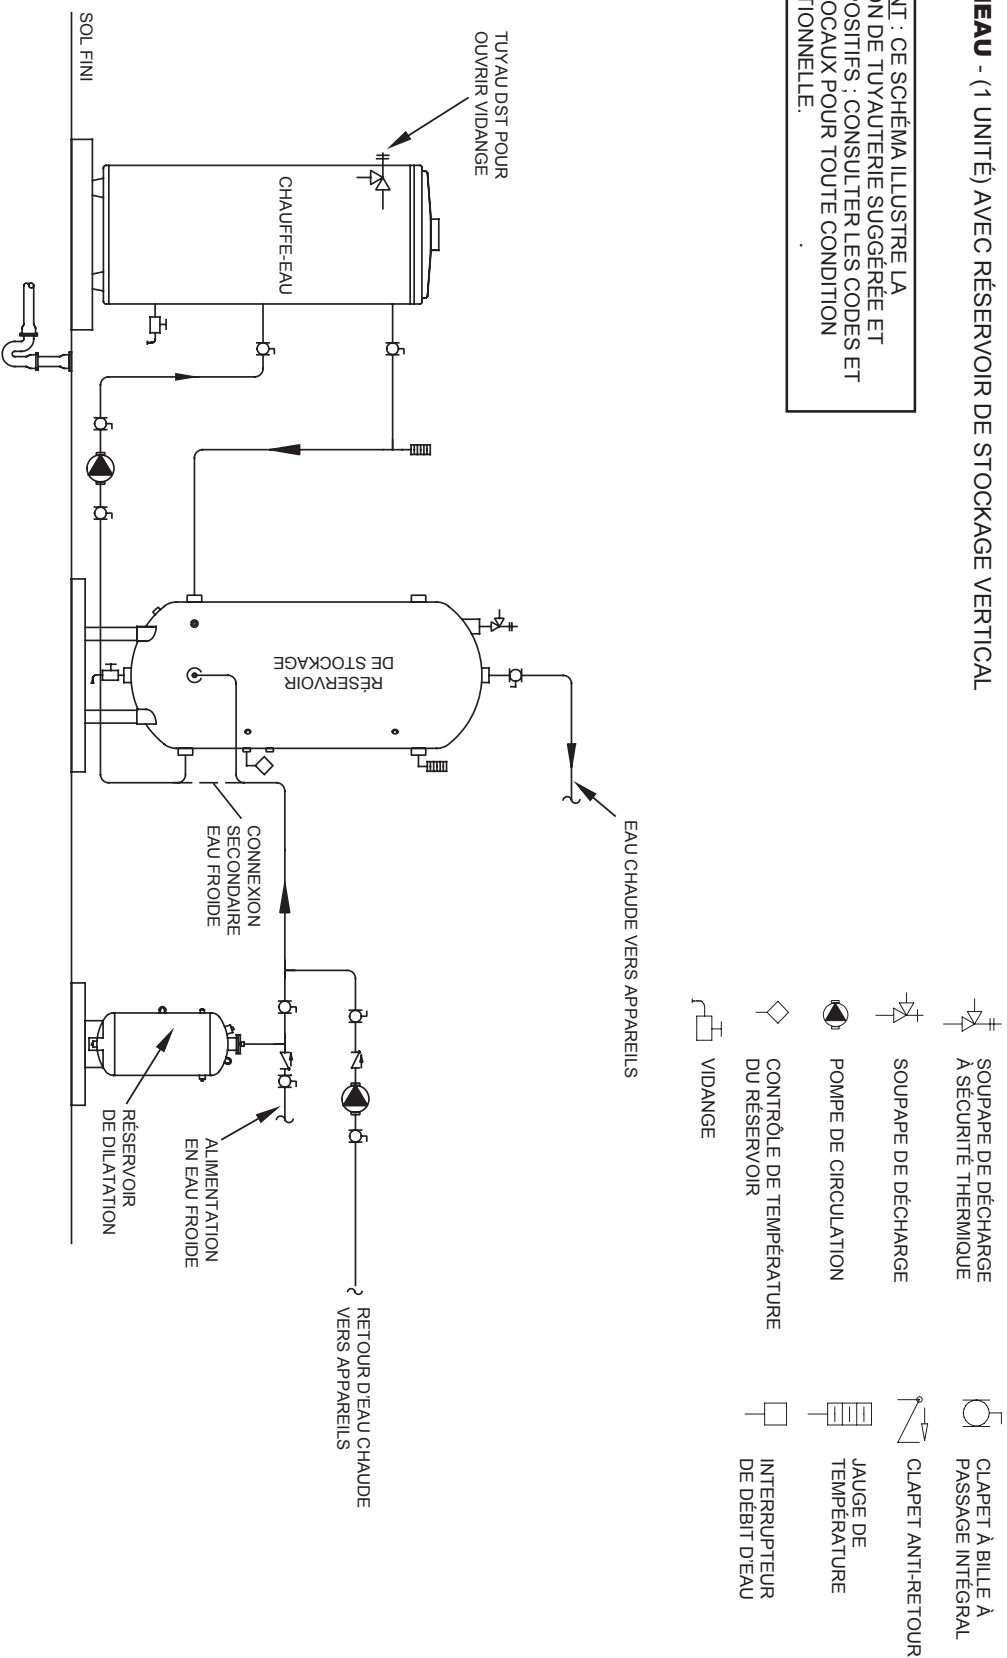 EAU - (1 UNITÉ) AVEC RÉSERVOIR DE STOCKAGE VERTICAL
NT : CE SCHÉMA ILLUSTRE LA
ON DE TUYAUTERIE SUGGÉRÉE ET
POSITIFS ; CONSULTER LES CODES ET
OCAUX POUR TOUTE CONDITION
TIONNELLE.
.
TUYAU DST POUR
OUVRIR VIDANGE
CHAUFFE-EAU
SOL FINI
RÉSERVOIR
DE STOCKAGE
EAU CHAUDE VERS APPAREILS
CONNEXION
SECONDAIRE
EAU FROIDE
RÉSERVOIR
DE DILATATION
ALIMENTATION
EN EAU FROIDE
RETOUR D'EAU CHAUDE
VERS APPAREILS
SOUPAPE DE DÉCHARGE
À SÉCURITÉ THERMIQUE
SOUPAPE DE DÉCHARGE
POMPE DE CIRCULATION
CONTRÔLE DE TEMPÉRATURE
DU RÉSERVOIR
VIDANGE
CLAPET À BILLE À
PASSAGE INTÉGRAL
CLAPET ANTI-RETOUR
JAUGE DE
TEMPÉRATURE
INTERRUPTEUR
DE DÉBIT D'EAU